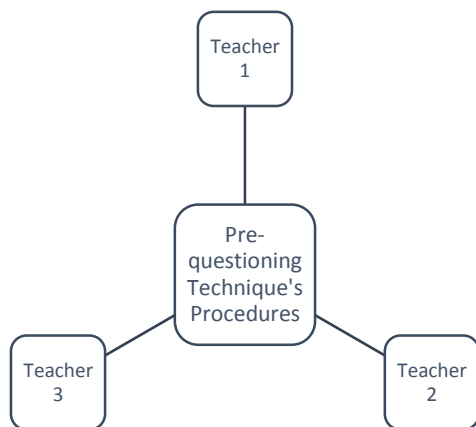 Teacher
1
Pre-
questioning
Technique's
Procedures
Teacher
3
Teacher
2